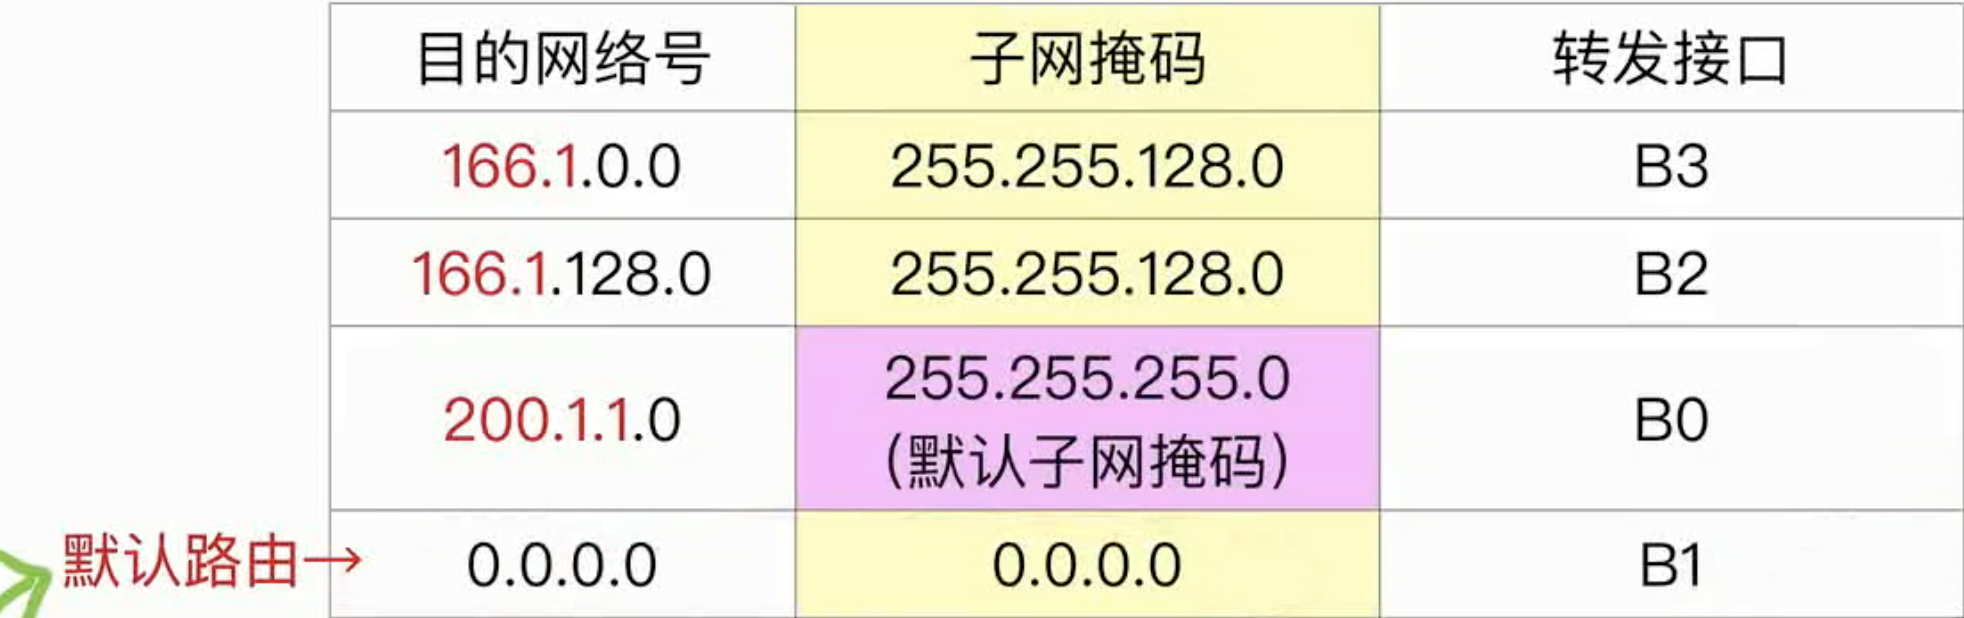 目的网络号 子网掩码 转发接口
166.1.0.0 255.255.128.0 B3
166.1.128.0 255.255.128.0 B2
200.1.1.0 255.255.255.0 B0
(默认子网掩码)
默认路由→ 0.0.0.0 0.0.0.0 B1